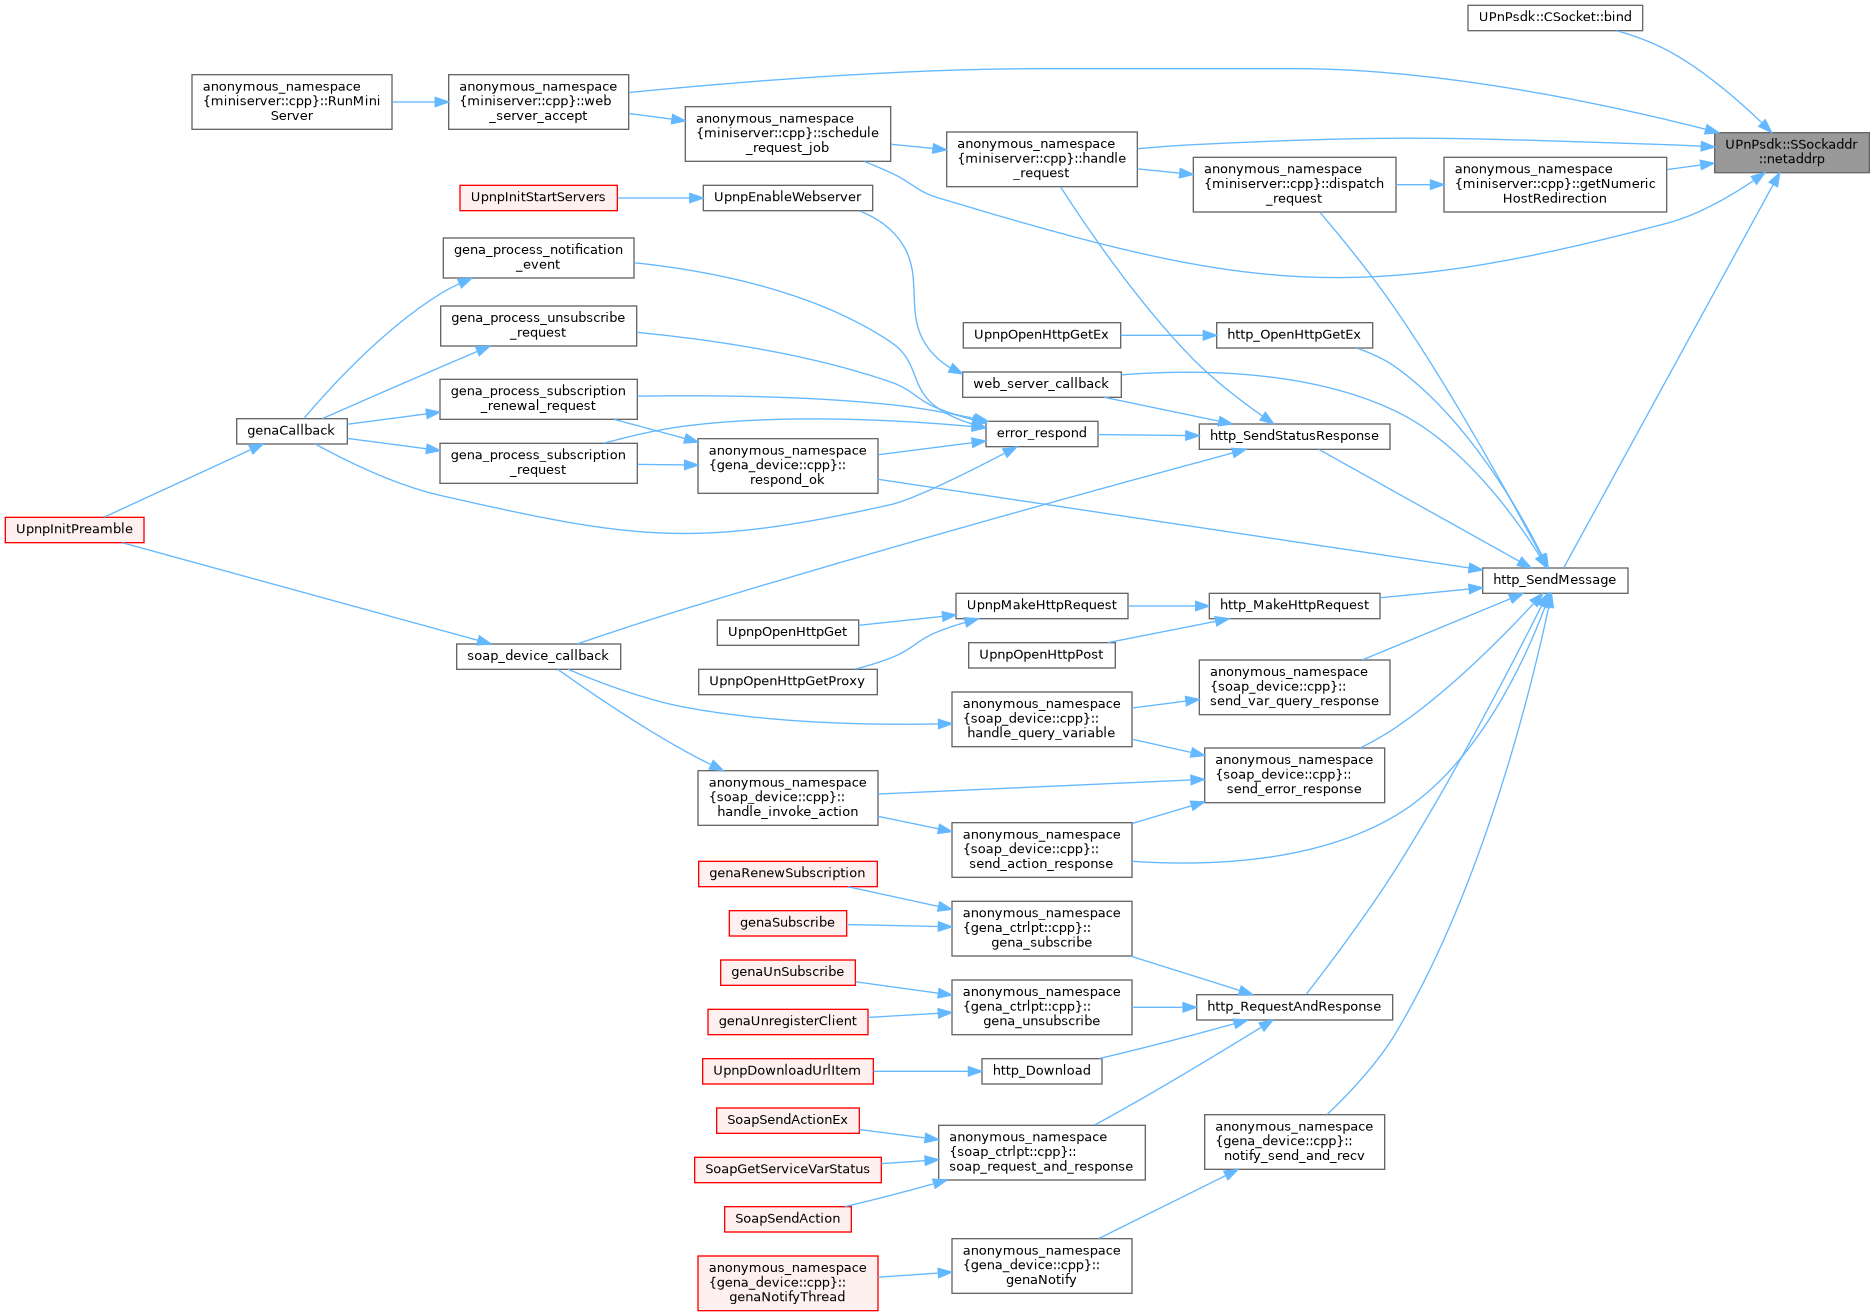 UPnPsdk::CSocket::bind
anonymous_namespace
{miniserver::cpp}::RunMini
Server
anonymous_namespace
{miniserver::cpp}::web
_server_accept
anonymous_namespace
{miniserver::cpp}::schedule
_request_job
anonymous_namespace
{miniserver::cpp}::handle
_request
anonymous_namespace
{miniserver::cpp}::dispatch
_request
anonymous_namespace
{miniserver::cpp}::getNumeric
HostRedirection
UPnPsdk::SSockaddr
::netaddrp
UpnpInitStartServers
UpnpEnableWebserver
gena_process_notification
_event
gena_process_unsubscribe
_request
UpnpOpenHttpGetEx
http_OpenHttpGetEx
web_server_callback
gena_process_subscription
_renewal_request
genaCallback
error_respond
http_SendStatusResponse
gena_process_subscription
_request
anonymous_namespace
{gena_device::cpp}::
respond_ok
UpnpInitPreamble
http_SendMessage
UpnpMakeHttpRequest
http_MakeHttpRequest
UpnpOpenHttpGet
soap_device_callback
UpnpOpenHttpPost
UpnpOpenHttpGetProxy
anonymous_namespace
{soap_device::cpp}::
send_var_query_response
anonymous_namespace
{soap_device::cpp}::
handle_query_variable
anonymous_namespace
{soap_device::cpp}::
send_error_response
anonymous_namespace
{soap_device::cpp}::
handle_invoke_action
anonymous_namespace
{soap_device::cpp}::
send_action_response
genaRenewSubscription
genaSubscribe
anonymous_namespace
{gena_ctrlpt::cpp}::
gena_subscribe
genaUnSubscribe
genaUnregisterClient
anonymous_namespace
{gena_ctrlpt::cpp}::
gena_unsubscribe
http_RequestAndResponse
UpnpDownloadUrlItem
http_Download
SoapSendActionEx
SoapGetServiceVarStatus
SoapSendAction
anonymous_namespace
{soap_ctrlpt::cpp}::
soap_request_and_response
anonymous_namespace
{gena_device::cpp}::
notify_send_and_recv
anonymous_namespace
{gena_device::cpp}::
genaNotifyThread
anonymous_namespace
{gena_device::cpp}::
genaNotify